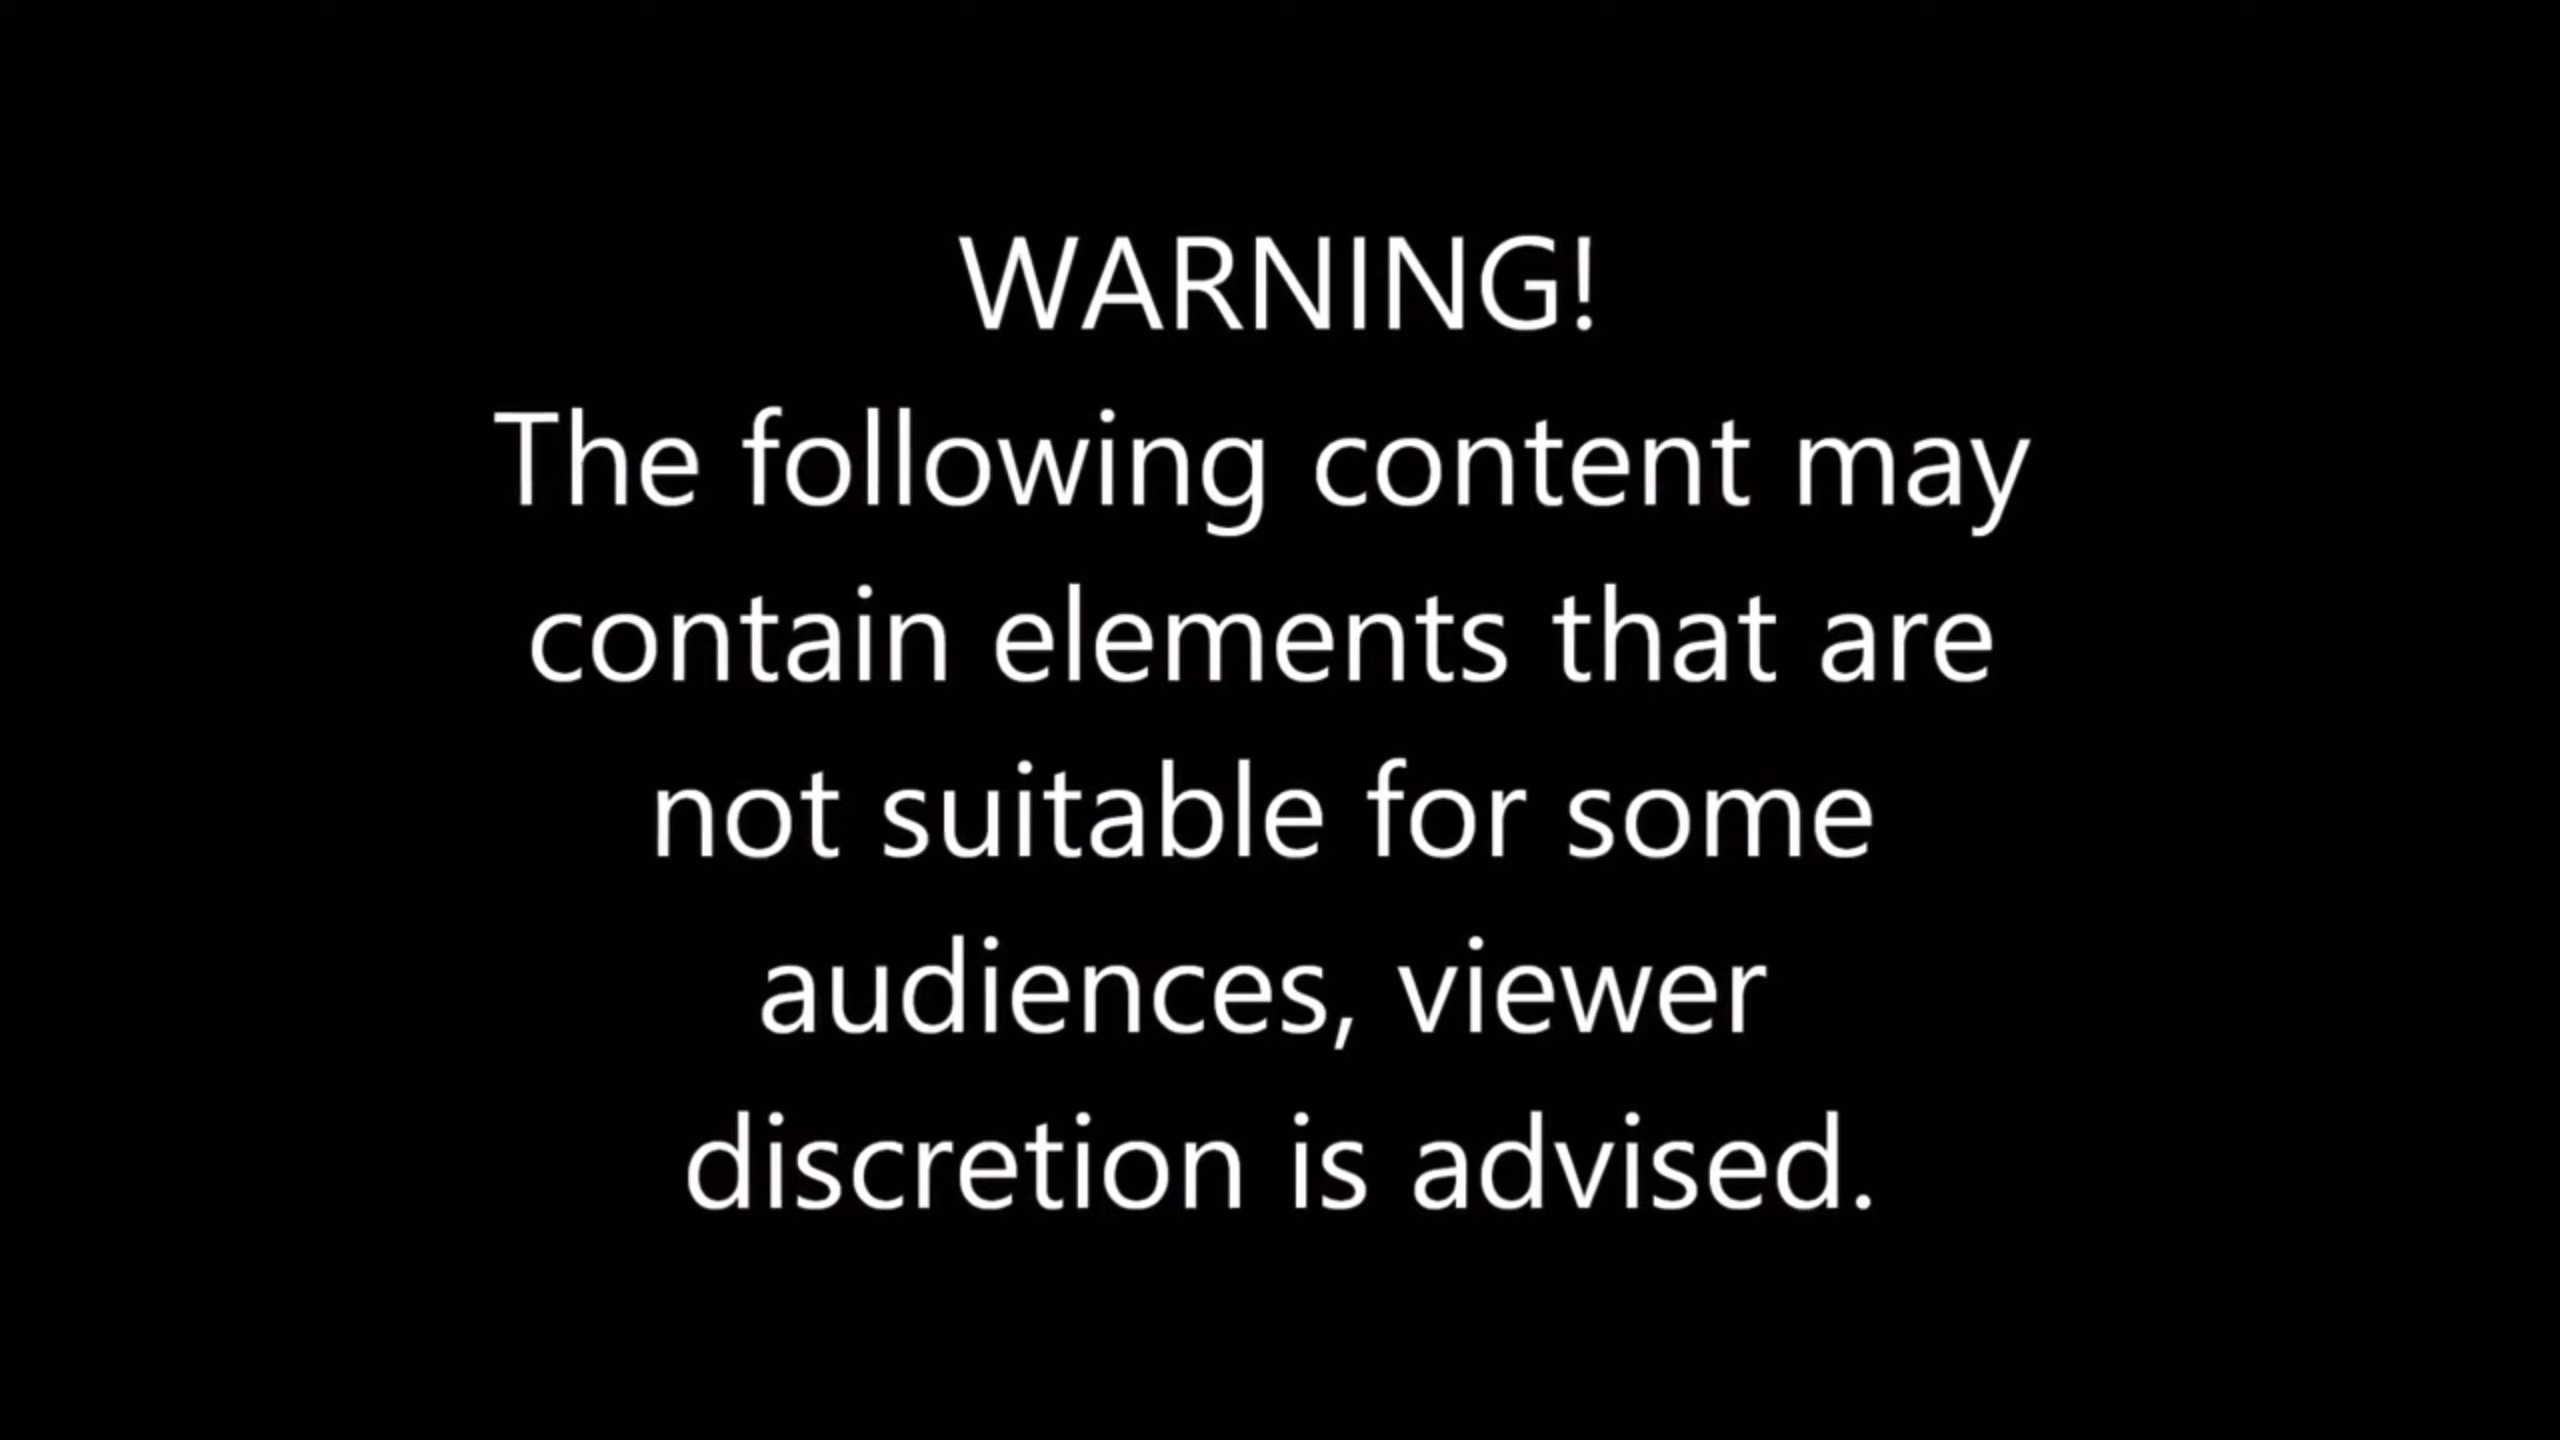 WARNING!
The following content may
contain elements that are
not suitable for some
audiences, viewer
discretion is advised.